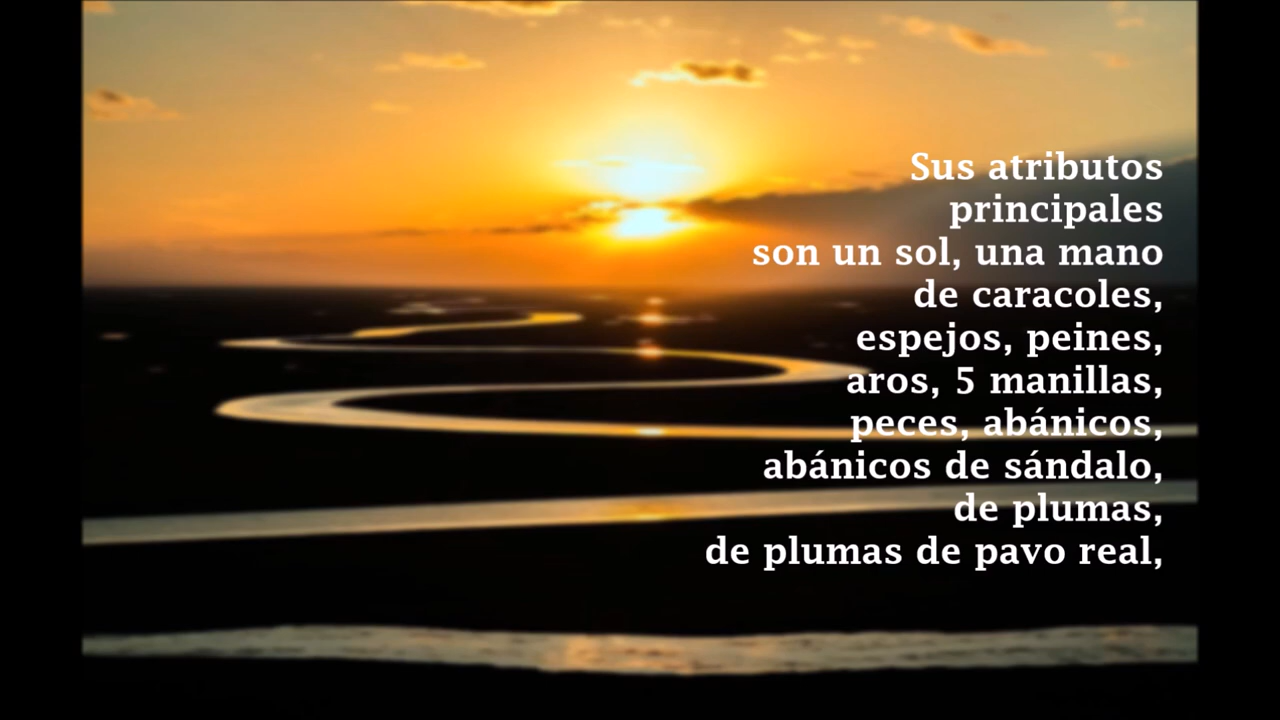 Sus atributos
principales
son un sol, una mano
de caracoles,
espejos, peines,
aros, 5 manillas,
peces, abánicos,
abánicos de sándalo,
de plumas,
de plumas de pavo real,